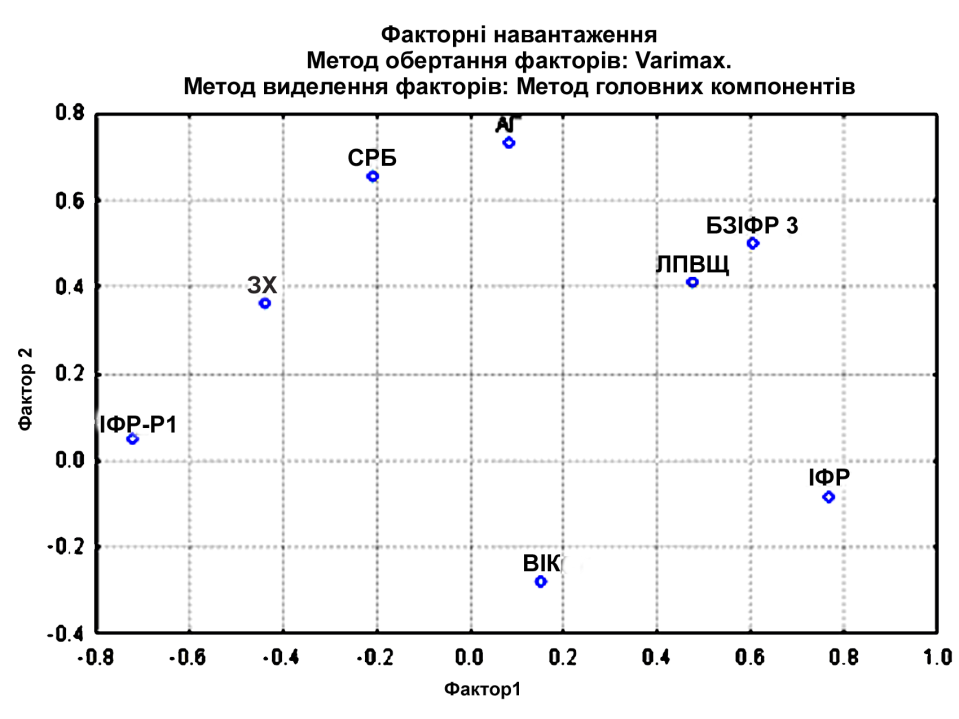 Факторні навантаження
Метод обертання факторів: Varimax.
Метод виделення факторів: Метод головних компонентів
0.8
АГ
СРБ
0.6
БЗІФР 3
ЛПВЩ
0.4
ЗХ
0.2
Фактор 2
ІФР-Р1
0.0
ІФР
-0.2
ВІК
-0.4
-0.8 -0.6 -0.4 -0.2 0.0 0.2 0.4 0.6 0.8 1.0
Фактор1